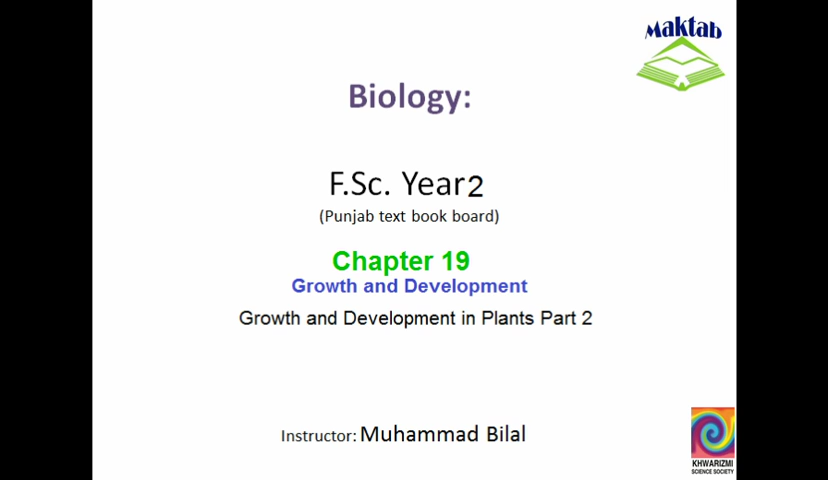 Maktab
Biology:
F.Sc. Year2
(Punjab text book board)
Chapter 19
Growth and Development
Growth and Development in Plants Part 2
Instructor: Muhammad Bilal
KHWARIZMI
SCIENCE SOCIETY